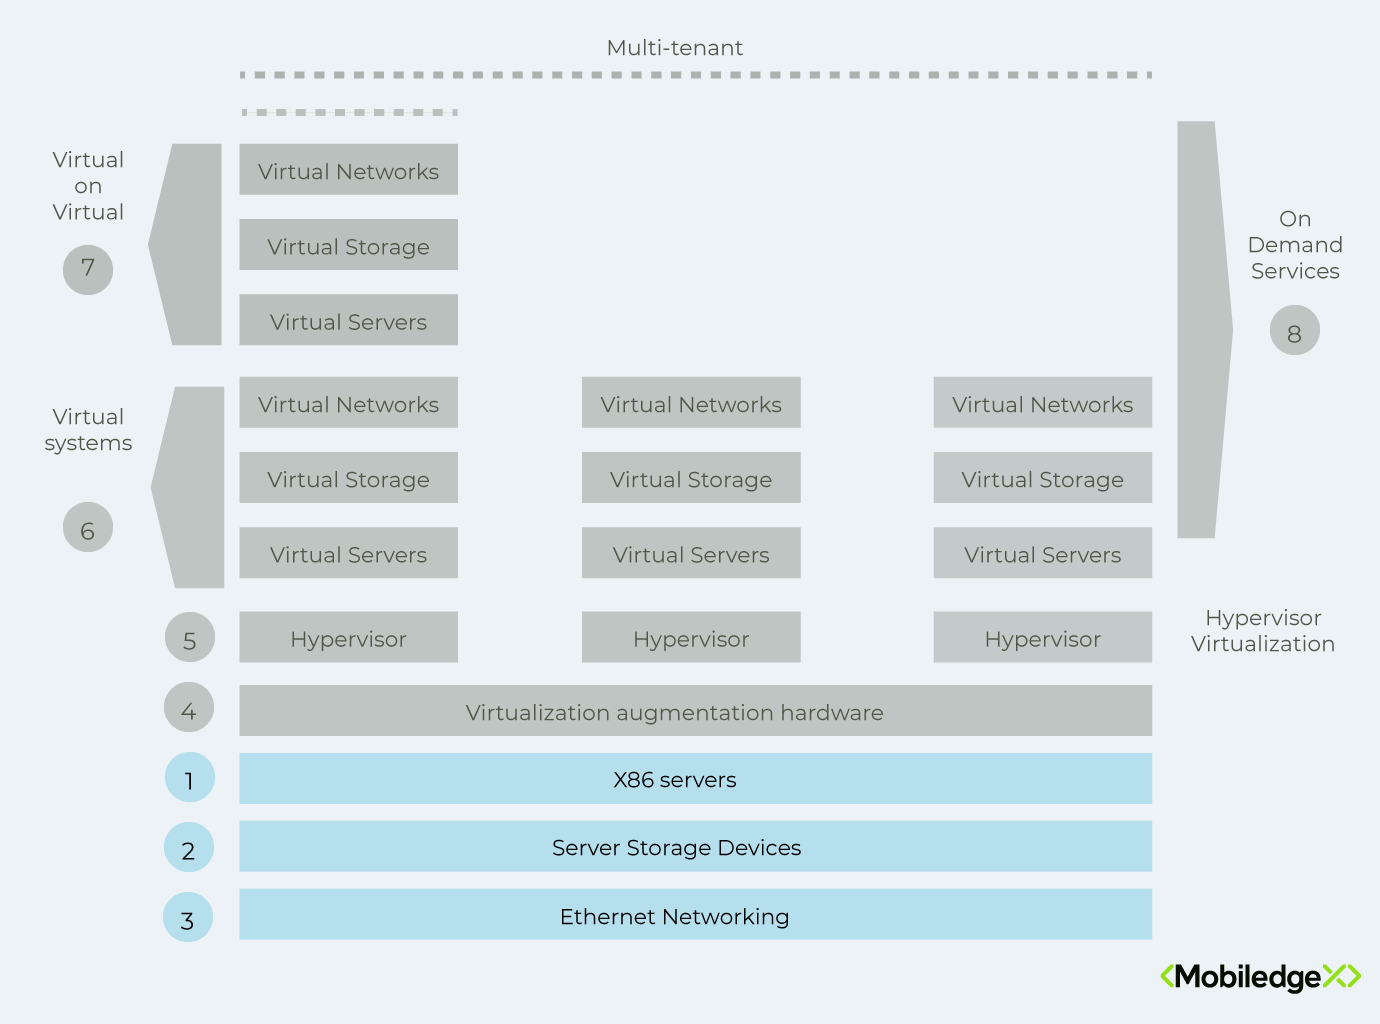 Multi-tenant
Virtual
on
Virtual
7
Virtual Networks
Virtual Storage
Virtual Servers
On
Demand
Services
8
Virtual
systems
6
Virtual Networks
Virtual Networks
Virtual Networks
Virtual Storage
Virtual Storage
Virtual Storage
Virtual Servers
Virtual Servers
Virtual Servers
5
Hypervisor
Hypervisor
Hypervisor
Hypervisor
Virtualization
4
Virtualization augmentation hardware
1
X86 servers
2
Server Storage Devices
3
Ethernet Networking
<MobiledgeX>